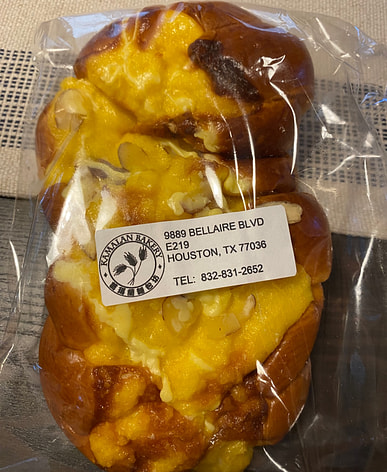 KAMALAN BAKERY
9889 BELLAIRE BLVD
E219
HOUSTON, TX 77036
TEL: 832-831-2652